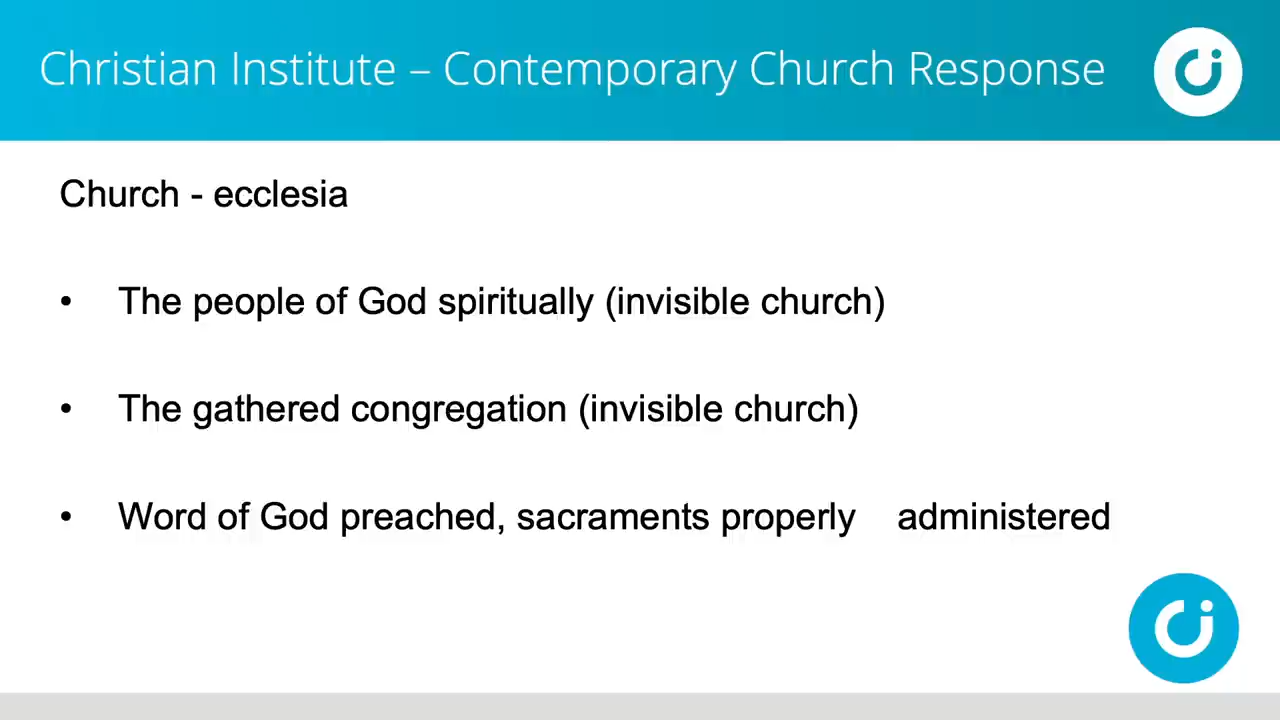 Christian Institute – Contemporary Church Response
Church - ecclesia
• The people of God spiritually (invisible church)
• The gathered congregation (invisible church)
• Word of God preached, sacraments properly administered